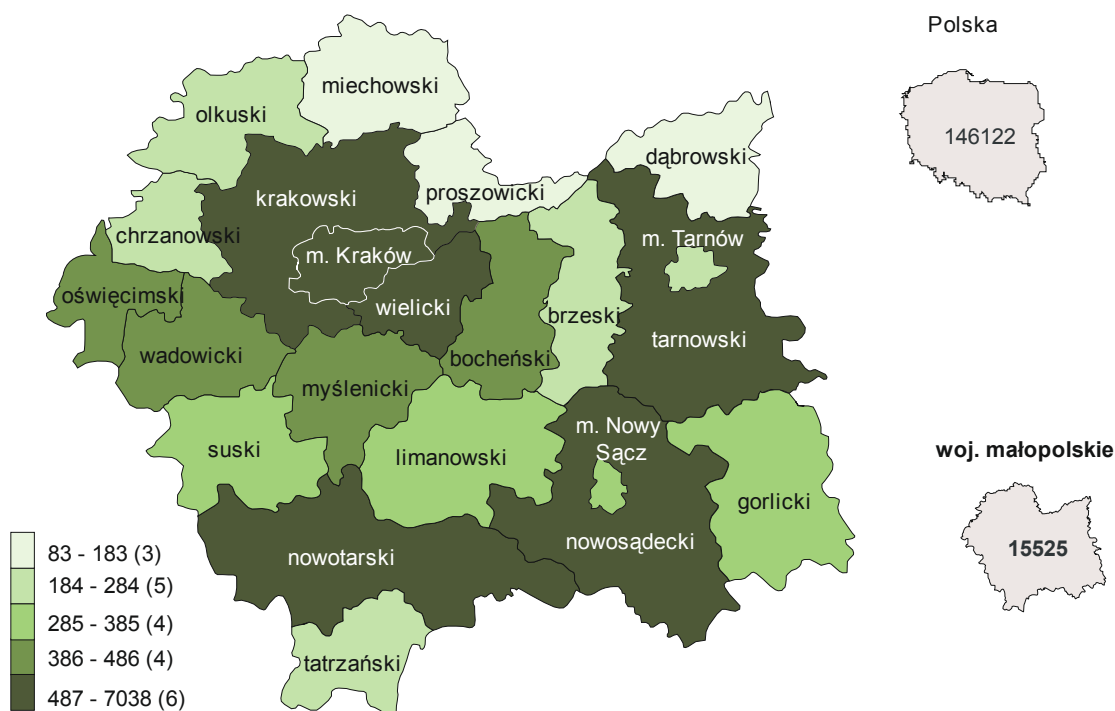 Polska
146122
miechowski
olkuski
dąbrowski
proszowicki
krakowski
chrzanowski
m. Tarnów
m. Kraków
oświęcimski
wielicki
brzeski
tarnowski
wadowicki
bocheński
myślenicki
m. Nowy
Sącz
suski
limanowski
woj. małopolskie
gorlicki
15525
nowosądecki
nowotarski
tatrzański
83 - 183 (3)
184 - 284 (5)
285 - 385 (4)
386 - 486 (4)
487 - 7038 (6)